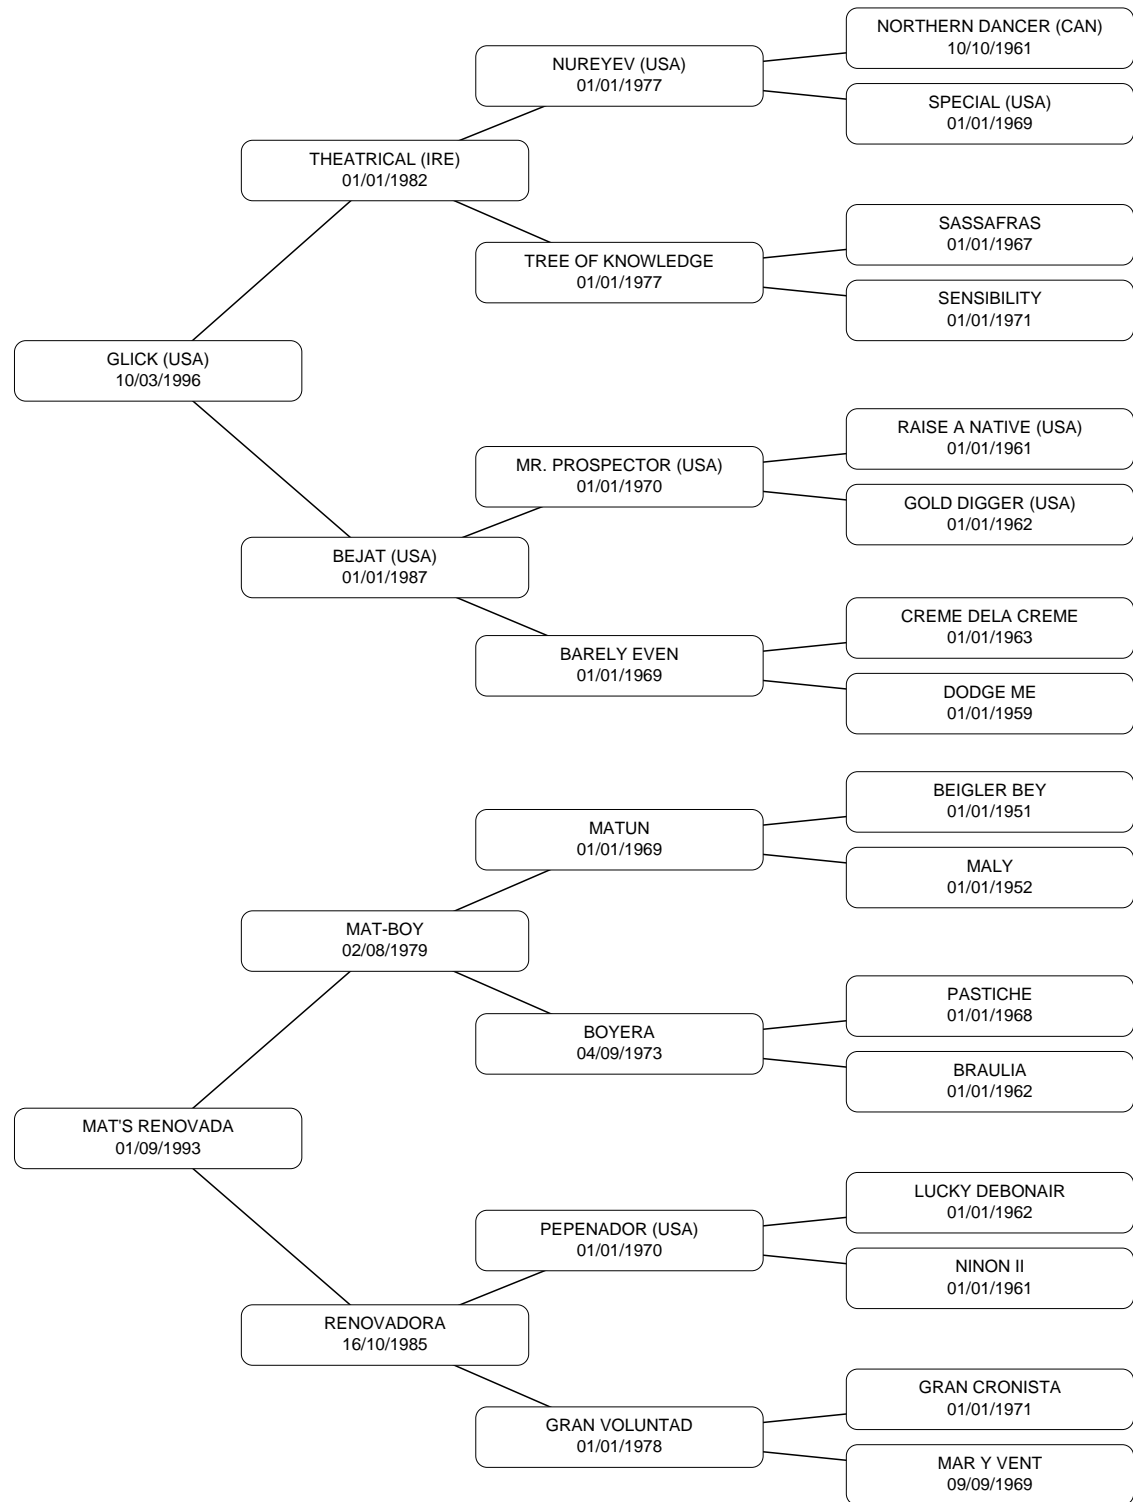 NORTHERN DANCER (CAN)
10/10/1961
NUREYEV (USA)
01/01/1977
SPECIAL (USA)
01/01/1969
THEATRICAL (IRE)
01/01/1982
SASSAFRAS
01/01/1967
TREE OF KNOWLEDGE
01/01/1977
SENSIBILITY
01/01/1971
GLICK (USA)
10/03/1996
RAISE A NATIVE (USA)
01/01/1961
MR. PROSPECTOR (USA)
01/01/1970
GOLD DIGGER (USA)
01/01/1962
BEJAT (USA)
01/01/1987
CREME DELA CREME
01/01/1963
BARELY EVEN
01/01/1969
DODGE ME
01/01/1959
BEIGLER BEY
01/01/1951
MATUN
01/01/1969
MALY
01/01/1952
MAT-BOY
02/08/1979
PASTICHE
01/01/1968
BOYERA
04/09/1973
BRAULIA
01/01/1962
MAT'S RENOVADA
01/09/1993
LUCKY DEBONAIR
01/01/1962
PEPENADOR (USA)
01/01/1970
NINON II
01/01/1961
RENOVADORA
16/10/1985
GRAN CRONISTA
01/01/1971
GRAN VOLUNTAD
01/01/1978
MAR Y VENT
09/09/1969